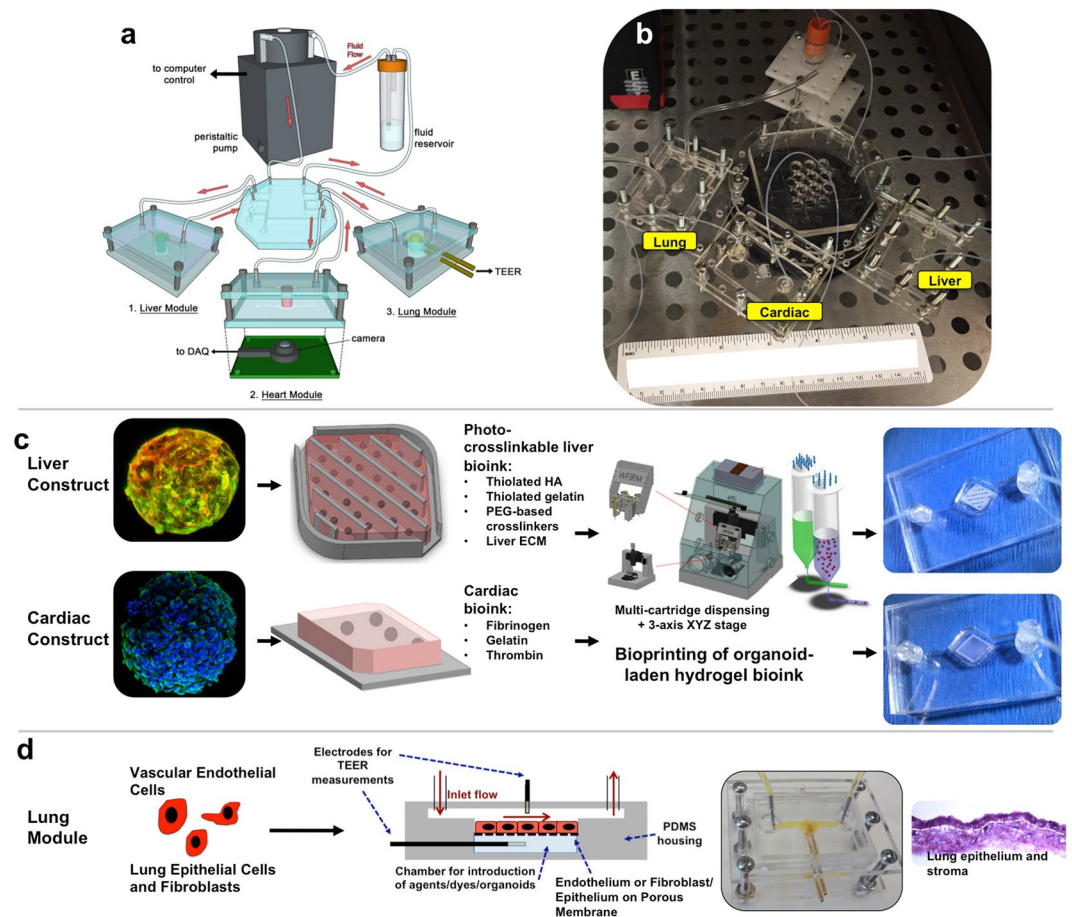 a
to computer
control
Fluid
Flow
peristaltic
pump
fluid
reservoir
TEER
1. Liver Module
3. Lung Module
to DAQ
camera
2. Heart Module
b
Lung
Liver
Cardiac
c
Liver
Construct
Photo-
crosslinkable liver
bioink:
• Thiolated HA
• Thiolated gelatin
• PEG-based
crosslinkers
• Liver ECM
WFIRM
Cardiac
Construct
Cardiac
bioink:
• Fibrinogen
• Gelatin
• Thrombin
Multi-cartridge dispensing
+ 3-axis XYZ stage
Bioprinting of organoid-
laden hydrogel bioink
d
Lung
Module
Vascular Endothelial
Cells
Lung Epithelial Cells
and Fibroblasts
Electrodes for
TEER
measurements
Inlet flow
PDMS
housing
Chamber for introduction
of agents/dyes/organoids
Endothelium or Fibroblast/
Epithelium on Porous
Membrane
Lung epithelium and
stroma